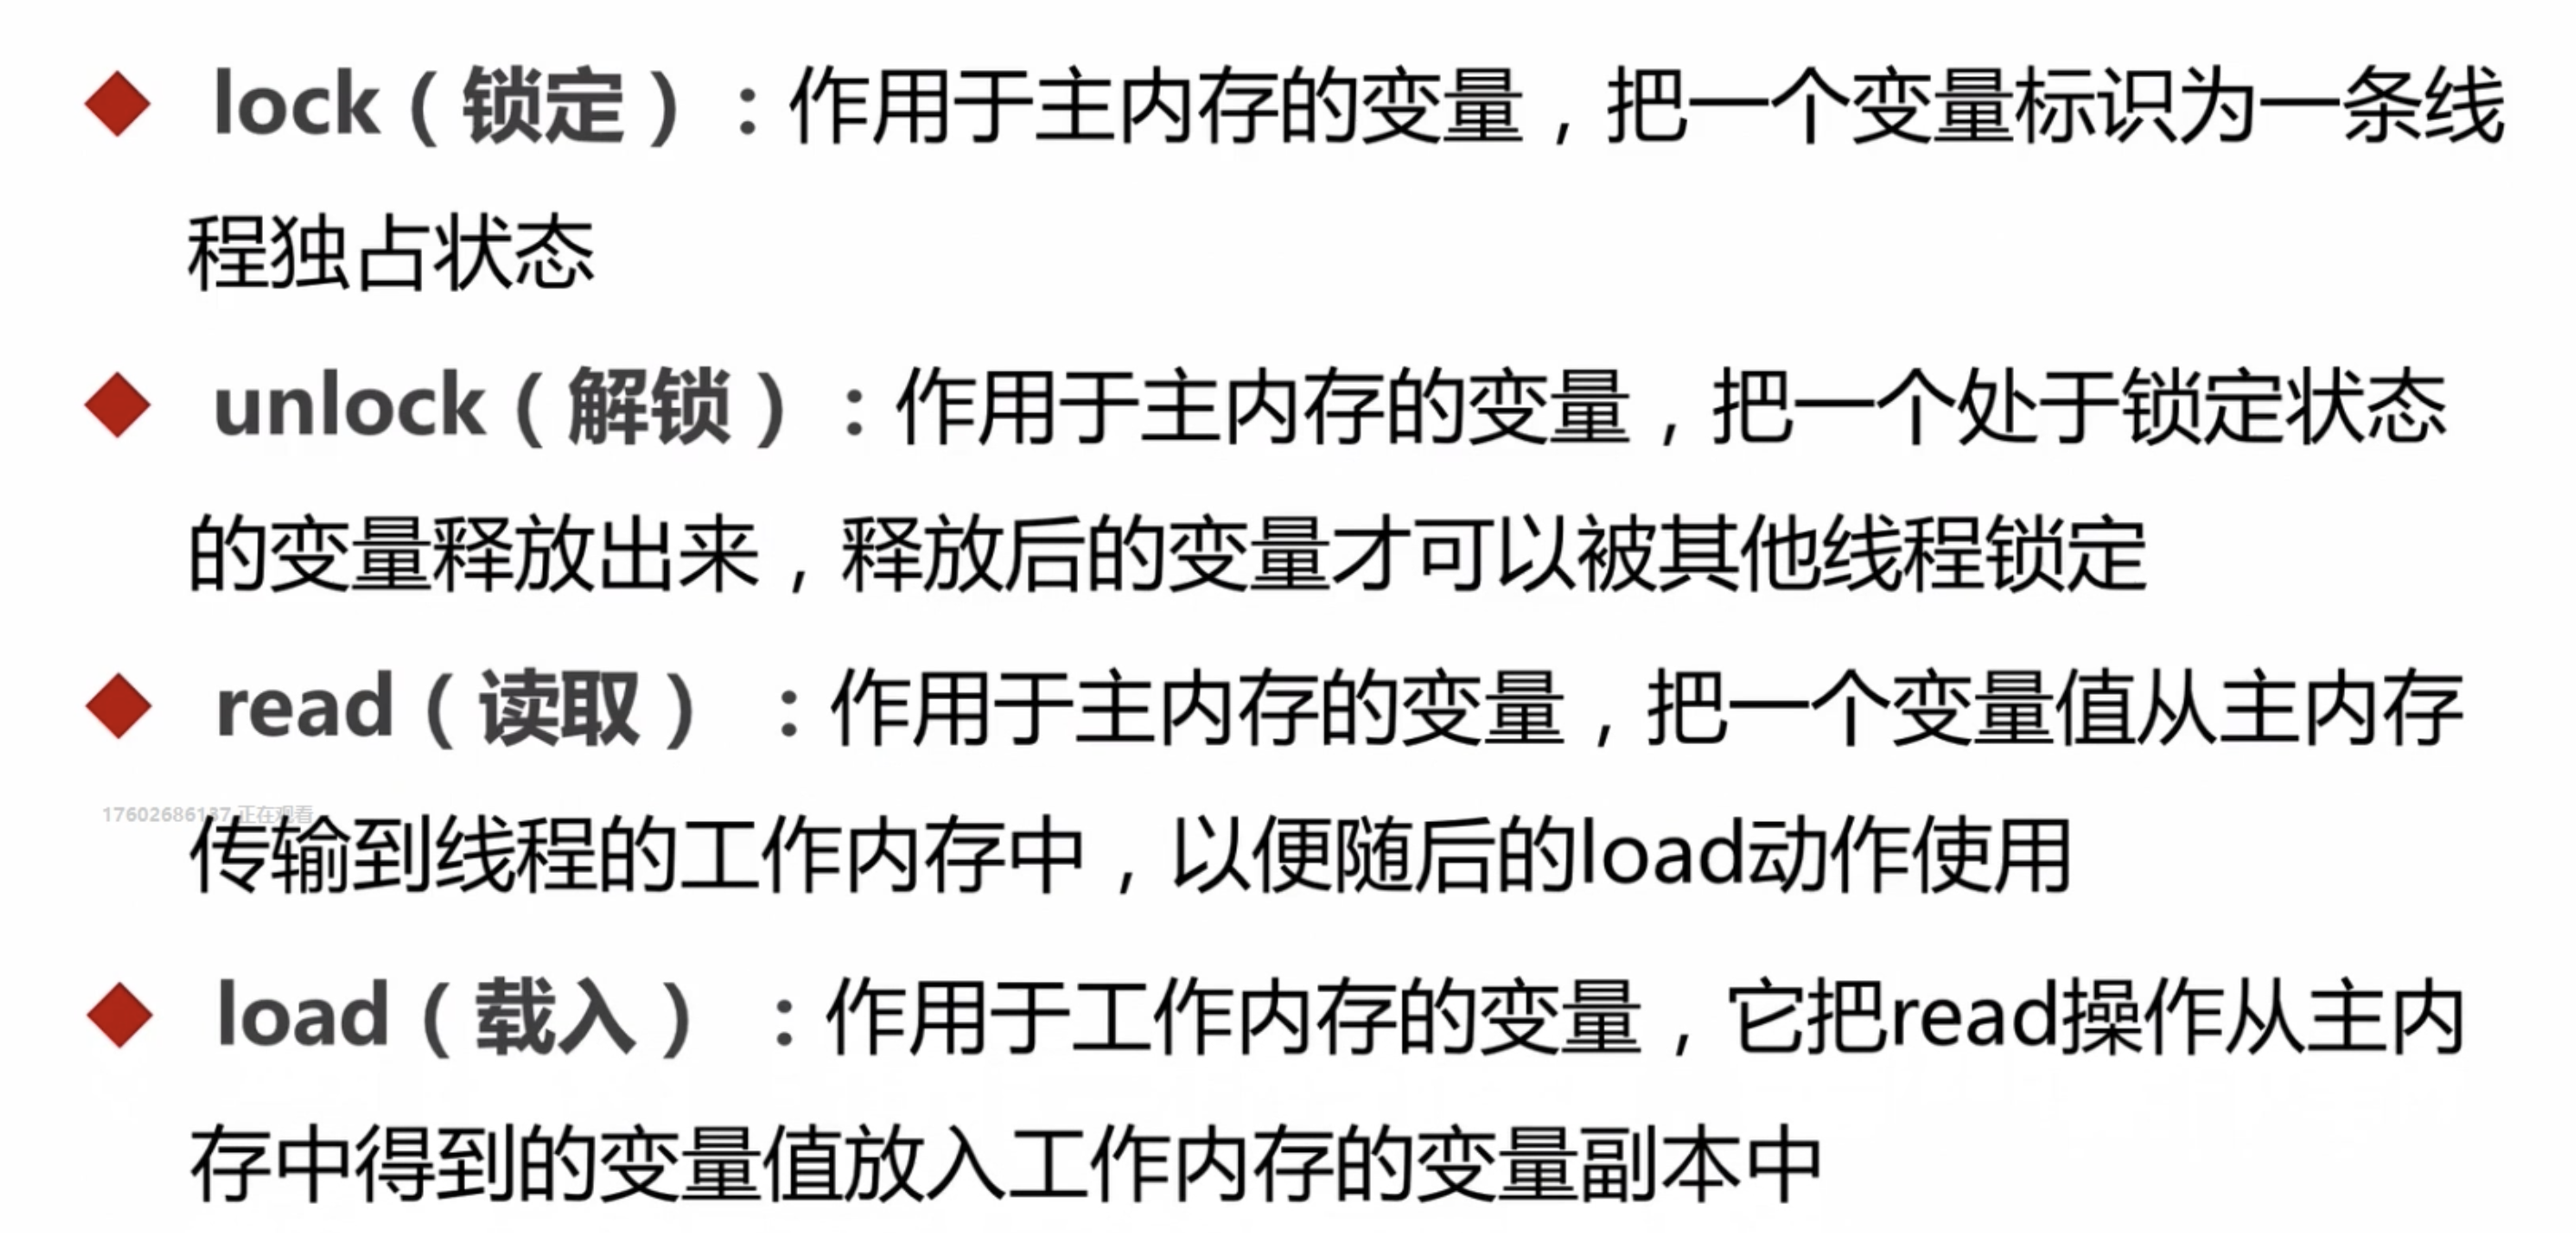 lock（锁定）：作用于主内存的变量，把一个变量标识为一条线
程独占状态
unlock（解锁）：作用于主内存的变量，把一个处于锁定状态
的变量释放出来，释放后的变量才可以被其他线程锁定
read（读取）：作用于主内存的变量，把一个变量值从主内存
17602686137 正在观看
传输到线程的工作内存中，以便随后的load动作使用
load（载入）：作用于工作内存的变量，它把read操作从主内
存中得到的变量值放入工作内存的变量副本中